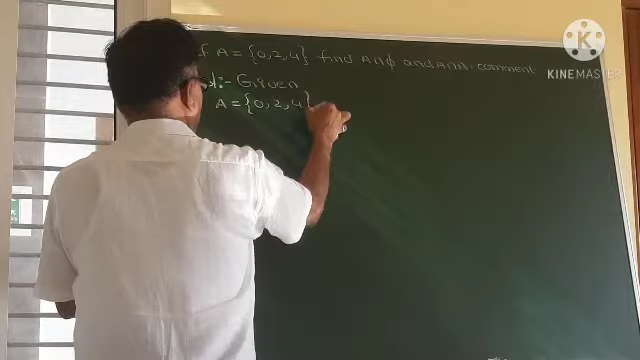 f A = {0, 2, 4} find A∩ϕ and A∩A. comment
:- Given
A = {0, 2, 4}
K
KINEMASTER